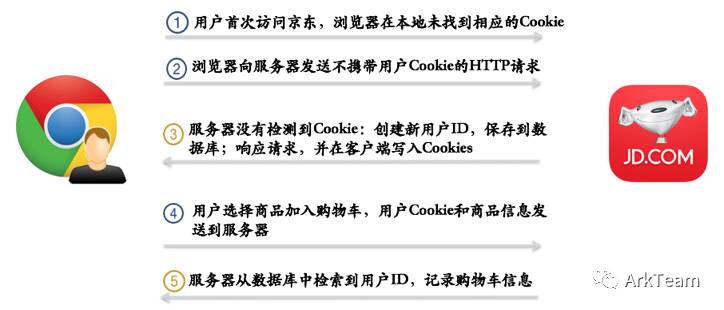 ① 用户首次访问京东，浏览器在本地未找到相应的Cookie
② 浏览器向服务器发送不携带用户Cookie的HTTP请求
③ 服务器没有检测到Cookie：创建新用户ID，保存到数
据库；响应请求，并在客户端写入Cookies
JD.COM
④ 用户选择商品加入购物车，用户Cookie和商品信息发
送到服务器
⑤ 服务器从数据库中检索到用户ID，记录购物车信息
ArkTeam